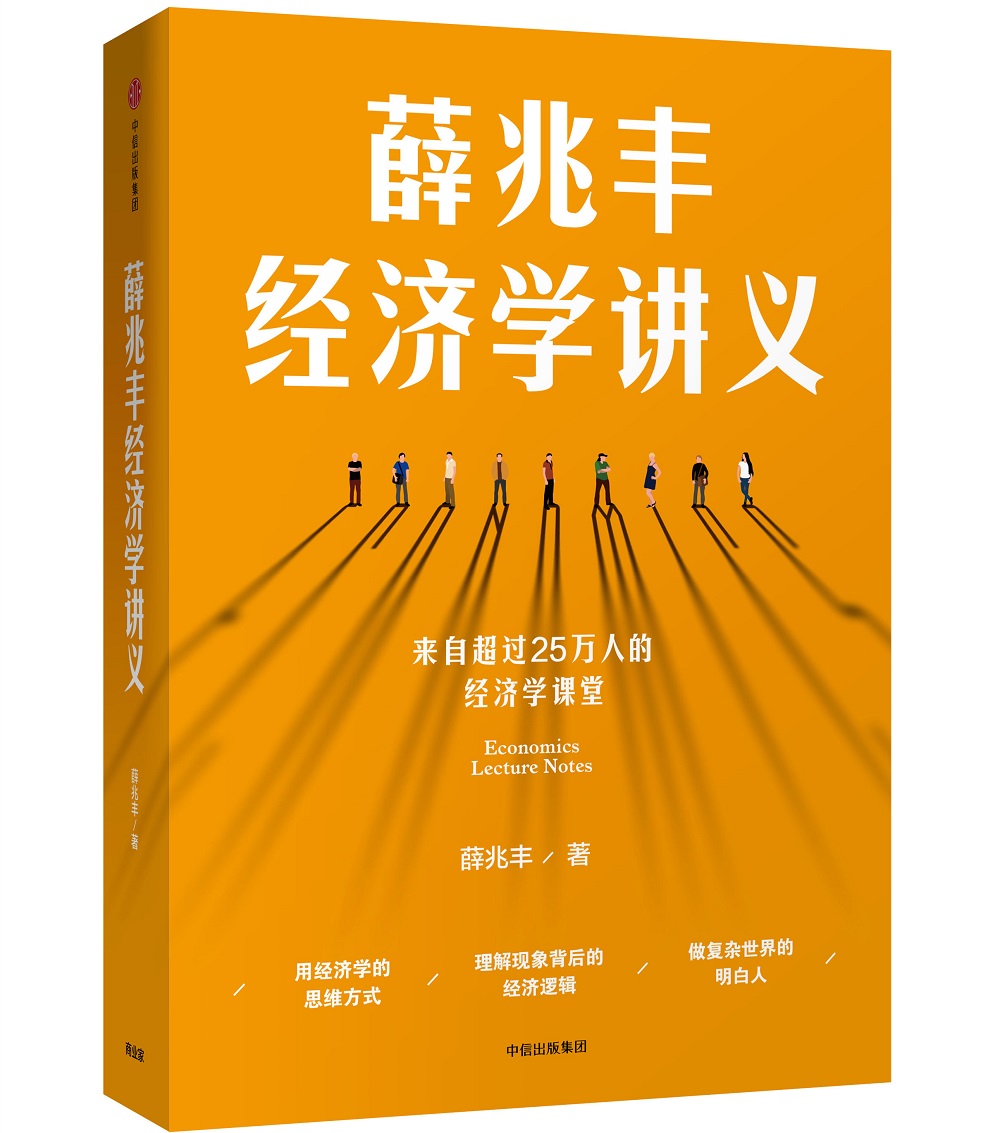 中信出版集团
薛兆丰经济学讲义
薛兆丰/著
商业家
薛兆丰
经济学讲义
来自超过25万人的
经济学课堂
Economics
Lecture Notes
薛兆丰/著
用经济学的
思维方式
理解现象背后的
经济逻辑
做复杂世界的
明白人
中信出版集团